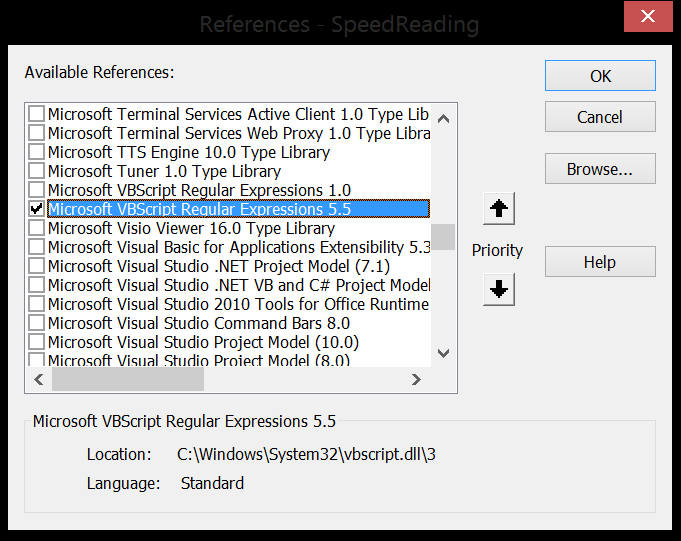 References - SpeedReading
Available References:
OK
Cancel
Browse...
Help
Priority
Microsoft Terminal Services Active Client 1.0 Type Lib
Microsoft Terminal Services Web Proxy 1.0 Type Libra
Microsoft TTS Engine 10.0 Type Library
Microsoft Tuner 1.0 Type Library
Microsoft VBScript Regular Expressions 1.0
Microsoft VBScript Regular Expressions 5.5
Microsoft Visio Viewer 16.0 Type Library
Microsoft Visual Basic for Applications Extensibility 5.3
Microsoft Visual Studio .NET Project Model (7.1)
Microsoft Visual Studio .NET VB and C# Project Model
Microsoft Visual Studio 2010 Tools for Office Runtime
Microsoft Visual Studio Command Bars 8.0
Microsoft Visual Studio Project Model (10.0)
Microsoft Visual Studio Project Model (8.0)
Microsoft VBScript Regular Expressions 5.5
Location: C:\Windows\System32\vbscript.dll\3
Language: Standard